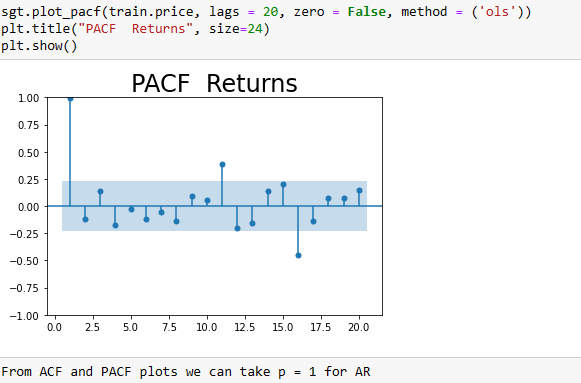 sgt.plot_pacf(train.price, lags = 20, zero = False, method = ('ols'))
plt.title("PACF  Returns", size=24)
plt.show()
PACF  Returns
1.00
0.75
0.50
0.25
0.00
−0.25
−0.50
−0.75
−1.00
0.0 2.5 5.0 7.5 10.0 12.5 15.0 17.5 20.0
From ACF and PACF plots we can take p = 1 for AR